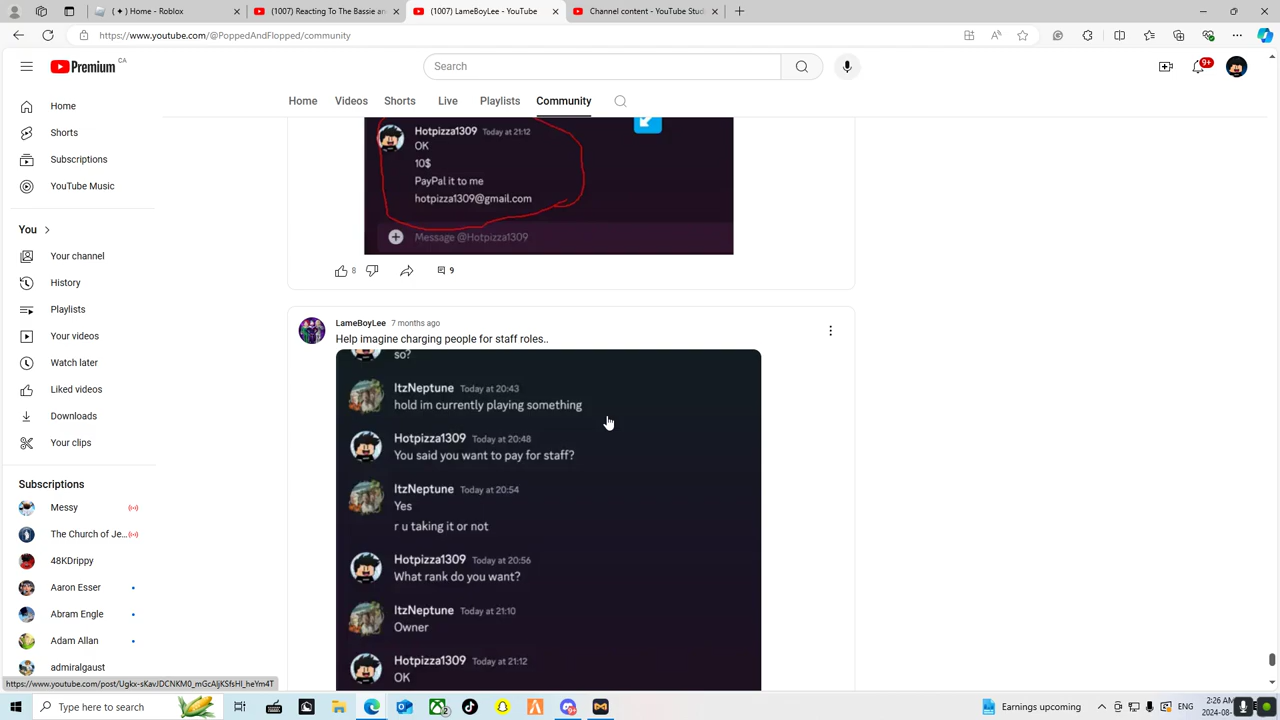 ( ✦ ) Home - Roblox
(1007) Reacting To The Bassie an
(1007) LameBoyLee - YouTube
Channel content - YouTube Stud
https://www.youtube.com/@PoppedAndFlopped/community
Premium CA
Search
9+
Home
Videos
Shorts
Live
Playlists
Community
Home
Shorts
Subscriptions
YouTube Music
You
Your channel
History
Playlists
Your videos
Watch later
Liked videos
Downloads
Your clips
Subscriptions
Messy
The Church of Je...
48KDrippy
Aaron Esser
Abram Engle
Adam Allan
admiralgaust
Hotpizza1309 Today at 21:12
OK
10$
PayPal it to me
hotpizza1309@gmail.com
Message @Hotpizza1309
8
9
LameBoyLee 7 months ago
Help imagine charging people for staff roles..
so?
ItzNeptune Today at 20:43
hold im currently playing something
Hotpizza1309 Today at 20:48
You said you want to pay for staff?
ItzNeptune Today at 20:54
Yes
r u taking it or not
Hotpizza1309 Today at 20:56
What rank do you want?
ItzNeptune Today at 21:10
Owner
Hotpizza1309 Today at 21:12
OK
Type here to search
Earnings upcoming
ENG
2:26 AM
2024-08-